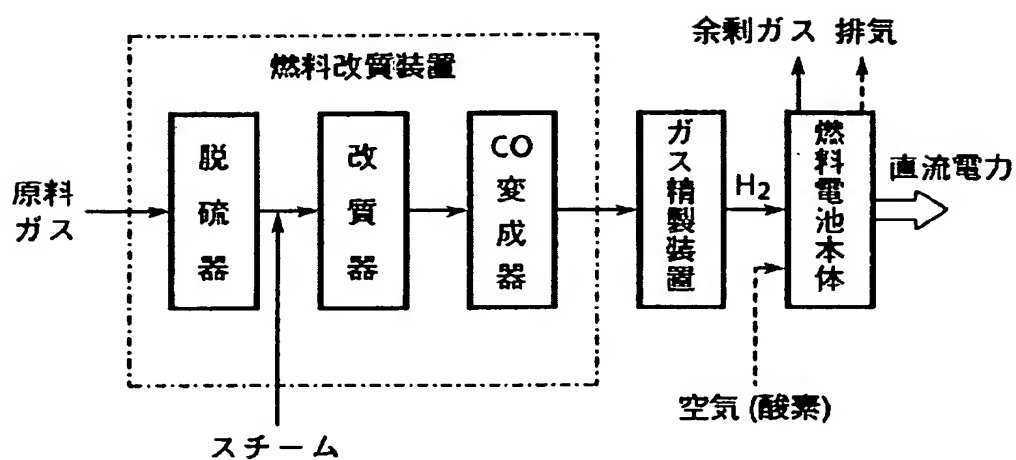 余剰ガス 排気
燃料改質装置
脱硫器
改質器
CO変成器
ガス精製装置
燃料電池本体
原料
ガス
H2
直流電力
空気(酸素)
スチーム